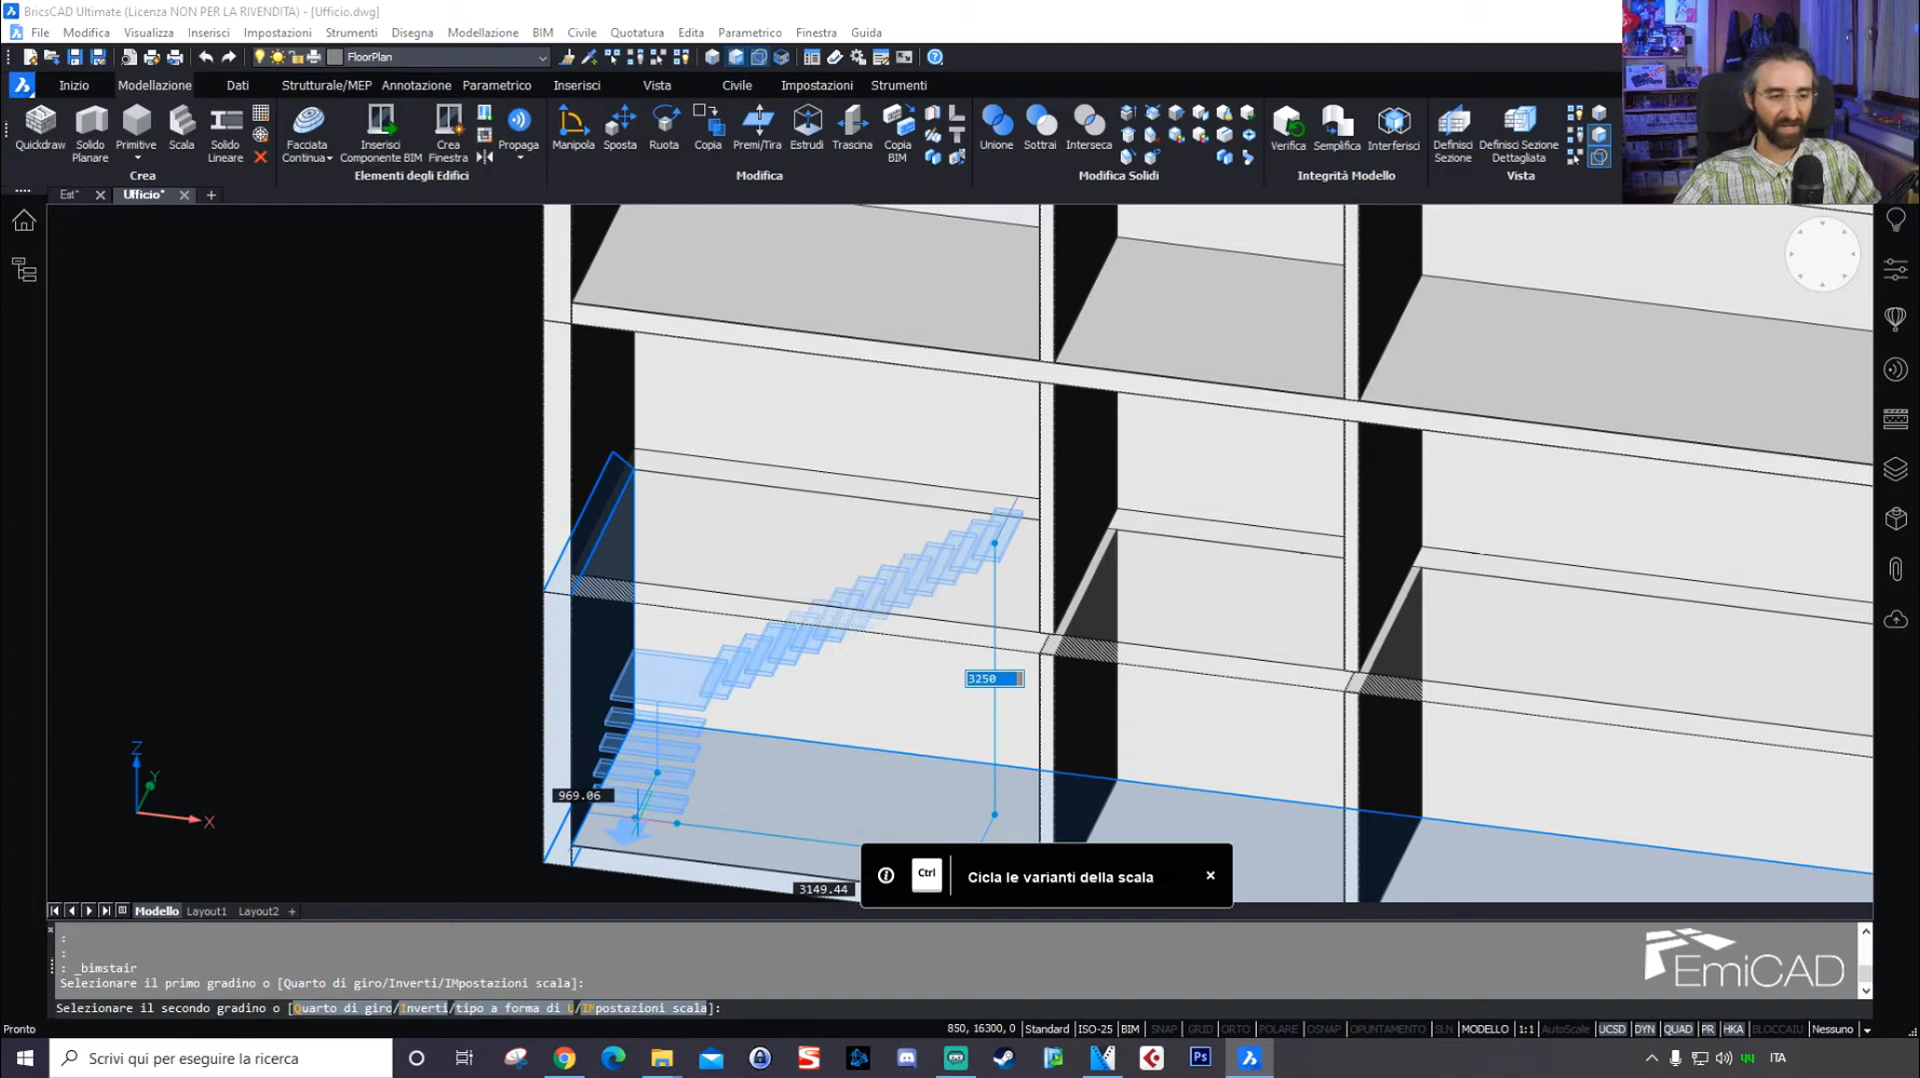 BricsCAD Ultimate (Licenza NON PER LA RIVENDITA) - [Ufficio.dwg]
File Modifica Visualizza Inserisci Impostazioni Strumenti Disegna Modellazione BIM Civile Quotatura Edita Parametrico Finestra Guida
FloorPlan
Inizio Modellazione Dati Strutturale/MEP Annotazione Parametrico Inserisci Vista Civile Impostazioni Strumenti
Quickdraw Solido Planare Primitive Scala Solido Lineare Facciata Continua Inserisci Componente BIM Crea Finestra Propaga Manipola Sposta Ruota Copia Premi/Tira Estrudi Trascina Copia BIM Unione Sottrai Interseca Verifica Semplifica Interferisci Definisci Sezione Definisci Sezione Dettagliata
Crea Elementi degli Edifici Modifica Modifica Solidi Integrità Modello Vista
Est* Ufficio*
3250
969.06
Z
Y
X
3149.44
Ctrl Cicla le varianti della scala
Modello Layout1 Layout2 +
:
:
: _bimstair
Selezionare il primo gradino o [Quarto di giro/Inverti/IMpostazioni scala]:
Selezionare il secondo gradino o [Quarto di giro/Inverti/tipo a forma di U/IMpostazioni scala]:
EmiCAD
Pronto 850, 16300, 0 Standard ISO-25 BIM SNAP GRID ORTO POLARE OSNAP OPUNTAMENTO SLN MODELLO 1:1 AutoScale UCSD DYN QUAD PR HKA BLOCCAIU Nessuno
Scrivi qui per eseguire la ricerca
Ps
ITA